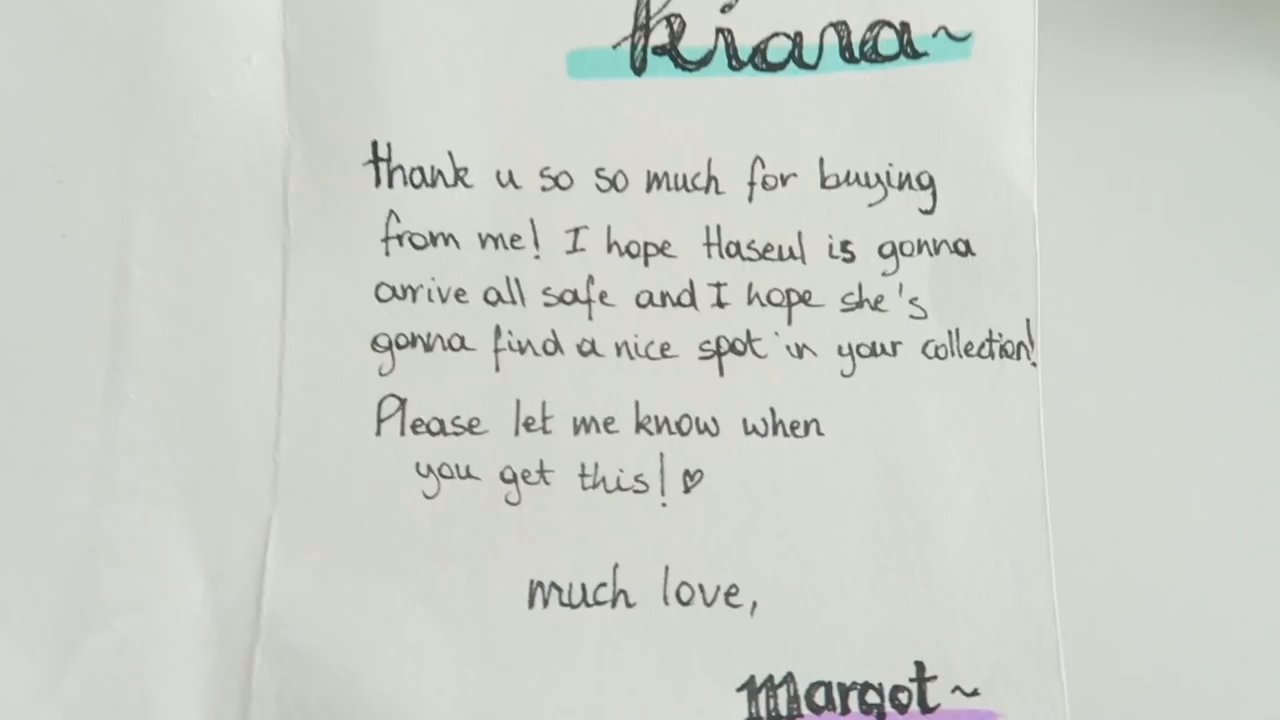 kiara~
thank u so so much for buying
from me! I hope Haseul is gonna
arrive all safe and I hope she's
gonna find a nice spot in your collection!
Please let me know when
you get this! ♡
much love,
margot~